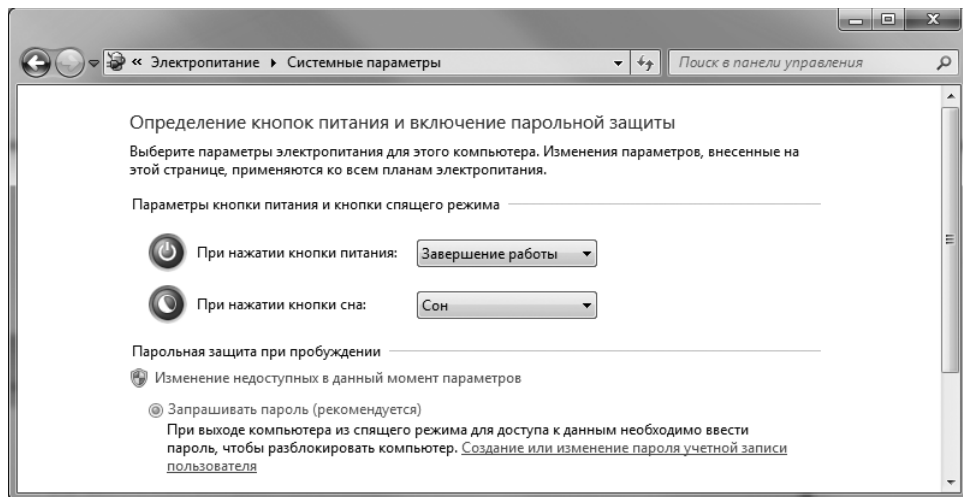 « Электропитание ▸ Системные параметры
Поиск в панели управления
Определение кнопок питания и включение парольной защиты
Выберите параметры электропитания для этого компьютера. Изменения параметров, внесенные на
этой странице, применяются ко всем планам электропитания.
Параметры кнопки питания и кнопки спящего режима
При нажатии кнопки питания: Завершение работы
При нажатии кнопки сна: Сон
Парольная защита при пробуждении
Изменение недоступных в данный момент параметров
Запрашивать пароль (рекомендуется)
При выходе компьютера из спящего режима для доступа к данным необходимо ввести
пароль, чтобы разблокировать компьютер. Создание или изменение пароля учетной записи
пользователя